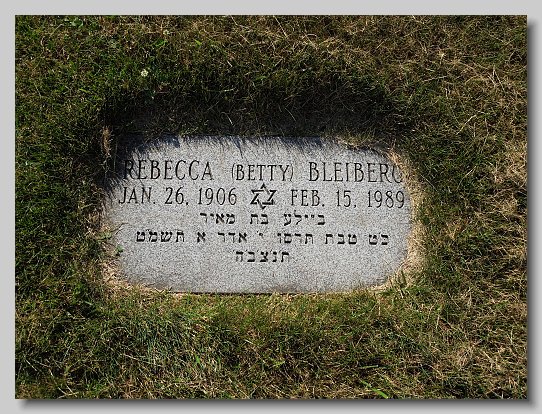 REBECCA (BETTY) BLEIBERG
JAN. 26, 1906 FEB. 15, 1989
ביילע בת מאיר
כט טבת תרסו י אדר א תשמט
תנצבה